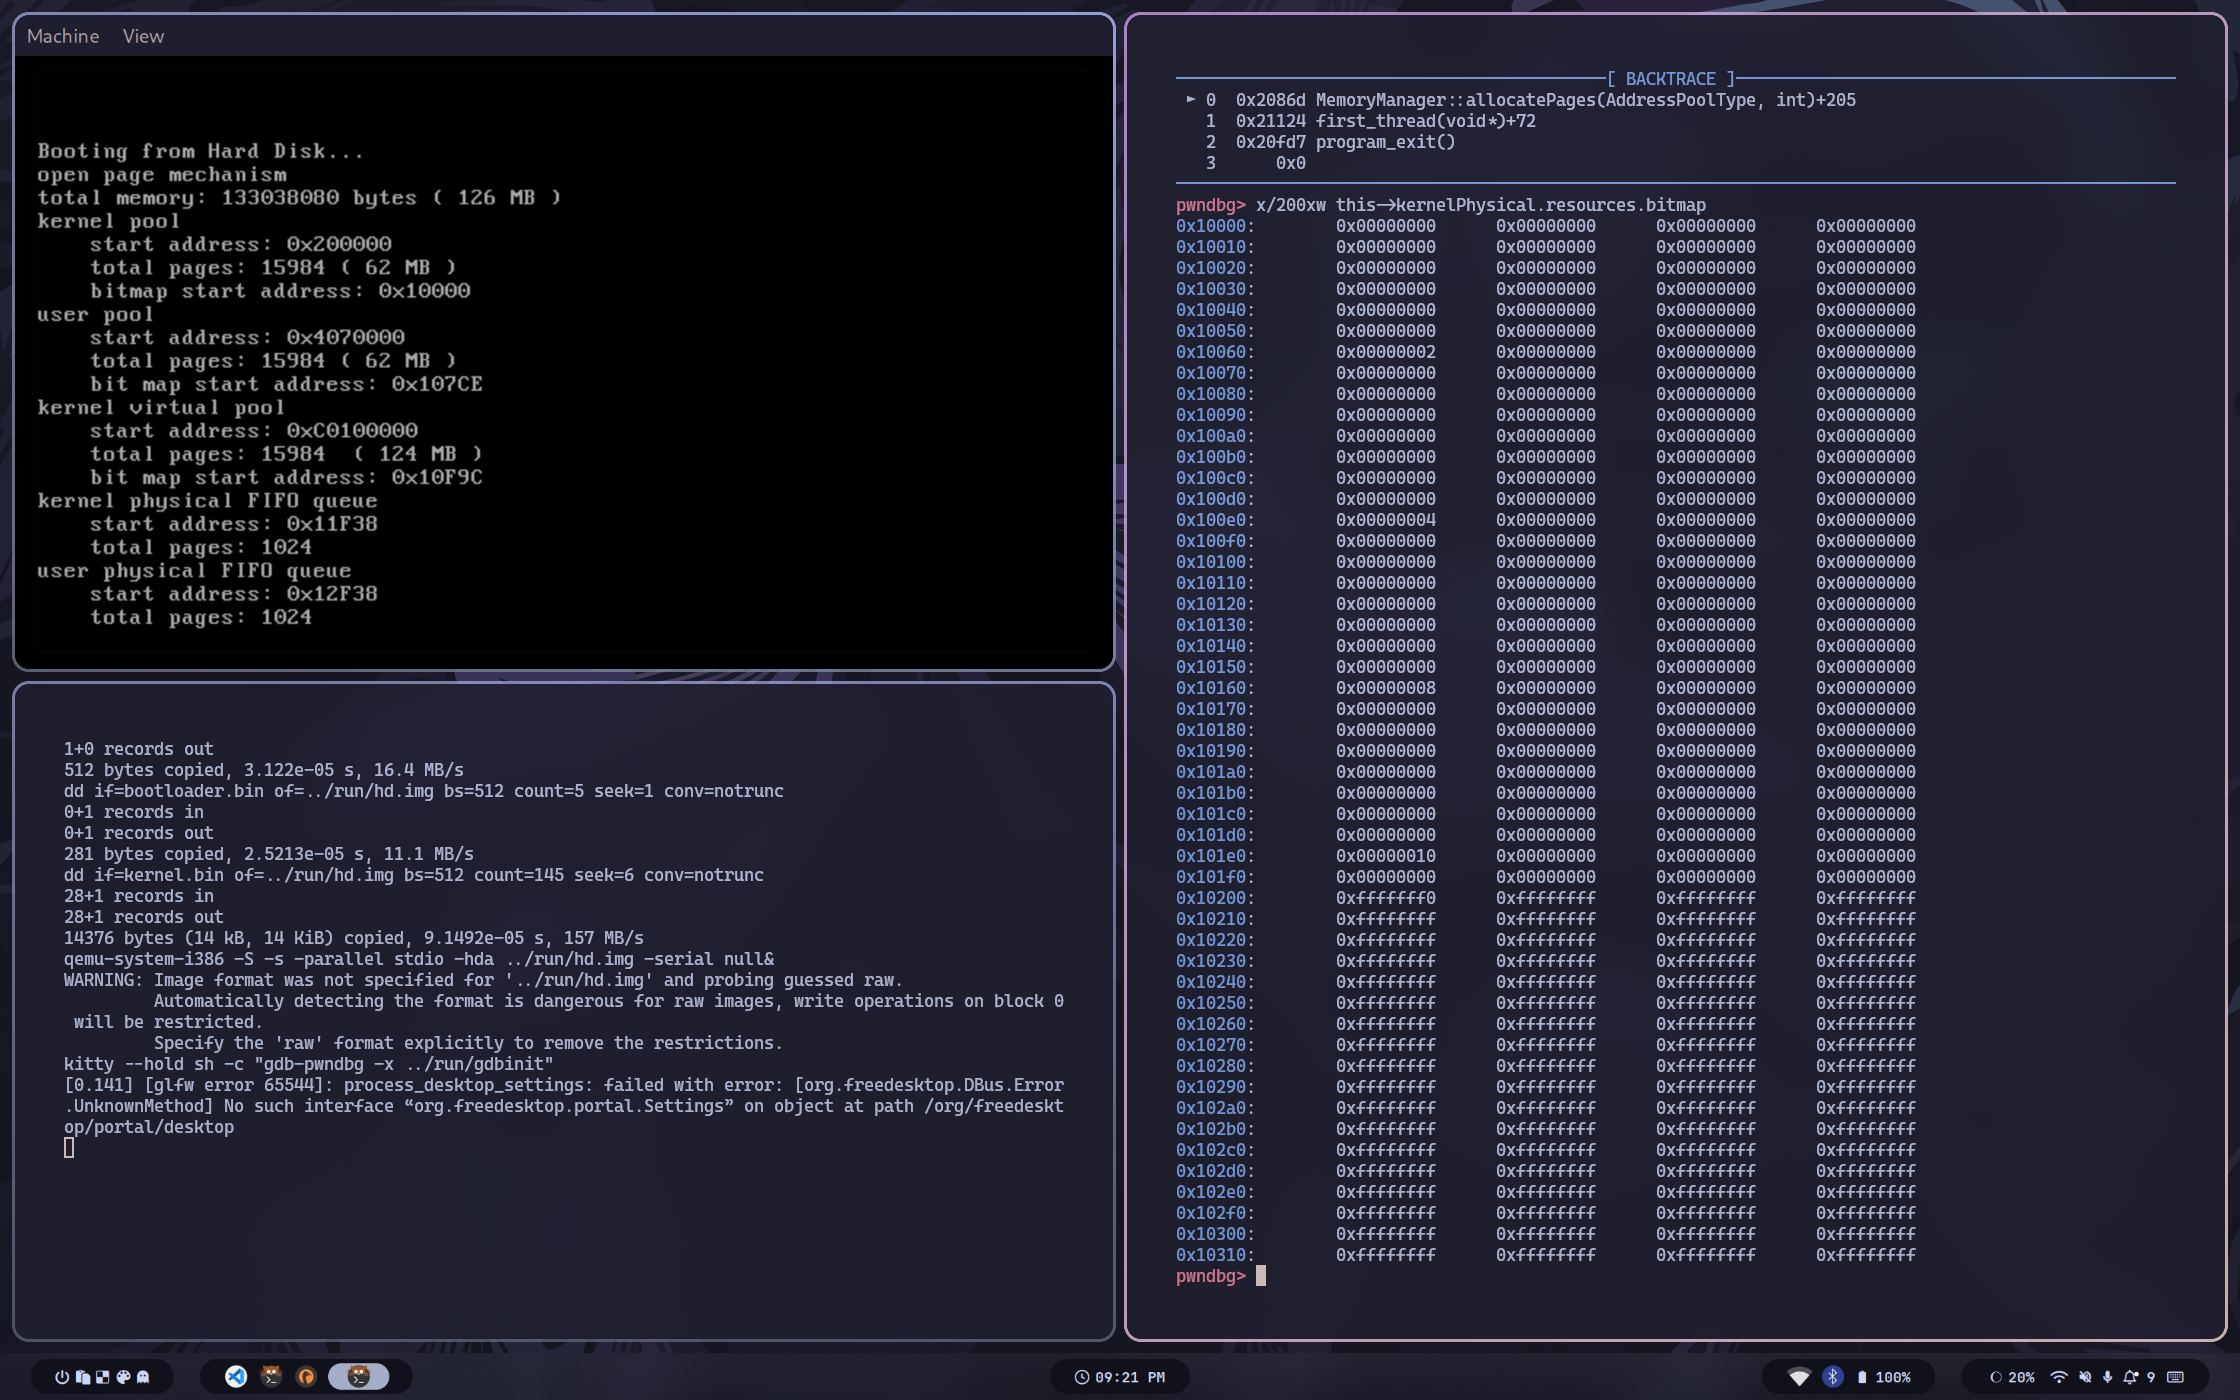 Machine View
Booting from Hard Disk...
open page mechanism
total memory: 133038080 bytes ( 126 MB )
kernel pool
    start address: 0x200000
    total pages: 15984 ( 62 MB )
    bitmap start address: 0x10000
user pool
    start address: 0x4070000
    total pages: 15984 ( 62 MB )
    bit map start address: 0x107CE
kernel virtual pool
    start address: 0xC0100000
    total pages: 15984  ( 124 MB )
    bit map start address: 0x10F9C
kernel physical FIFO queue
    start address: 0x11F38
    total pages: 1024
user physical FIFO queue
    start address: 0x12F38
    total pages: 1024
1+0 records out
512 bytes copied, 3.122e-05 s, 16.4 MB/s
dd if=bootloader.bin of=../run/hd.img bs=512 count=5 seek=1 conv=notrunc
0+1 records in
0+1 records out
281 bytes copied, 2.5213e-05 s, 11.1 MB/s
dd if=kernel.bin of=../run/hd.img bs=512 count=145 seek=6 conv=notrunc
28+1 records in
28+1 records out
14376 bytes (14 kB, 14 KiB) copied, 9.1492e-05 s, 157 MB/s
qemu-system-i386 -S -s -parallel stdio -hda ../run/hd.img -serial null&
WARNING: Image format was not specified for '../run/hd.img' and probing guessed raw.
         Automatically detecting the format is dangerous for raw images, write operations on block 0
 will be restricted.
         Specify the 'raw' format explicitly to remove the restrictions.
kitty --hold sh -c "gdb-pwndbg -x ../run/gdbinit"
[0.141] [glfw error 65544]: process_desktop_settings: failed with error: [org.freedesktop.DBus.Error
.UnknownMethod] No such interface “org.freedesktop.portal.Settings” on object at path /org/freedeskt
op/portal/desktop
[ BACKTRACE ]
► 0  0x2086d MemoryManager::allocatePages(AddressPoolType, int)+205
  1  0x21124 first_thread(void*)+72
  2  0x20fd7 program_exit()
  3      0x0
pwndbg> x/200xw this->kernelPhysical.resources.bitmap
0x10000: 0x00000000 0x00000000 0x00000000 0x00000000
0x10010: 0x00000000 0x00000000 0x00000000 0x00000000
0x10020: 0x00000000 0x00000000 0x00000000 0x00000000
0x10030: 0x00000000 0x00000000 0x00000000 0x00000000
0x10040: 0x00000000 0x00000000 0x00000000 0x00000000
0x10050: 0x00000000 0x00000000 0x00000000 0x00000000
0x10060: 0x00000002 0x00000000 0x00000000 0x00000000
0x10070: 0x00000000 0x00000000 0x00000000 0x00000000
0x10080: 0x00000000 0x00000000 0x00000000 0x00000000
0x10090: 0x00000000 0x00000000 0x00000000 0x00000000
0x100a0: 0x00000000 0x00000000 0x00000000 0x00000000
0x100b0: 0x00000000 0x00000000 0x00000000 0x00000000
0x100c0: 0x00000000 0x00000000 0x00000000 0x00000000
0x100d0: 0x00000000 0x00000000 0x00000000 0x00000000
0x100e0: 0x00000004 0x00000000 0x00000000 0x00000000
0x100f0: 0x00000000 0x00000000 0x00000000 0x00000000
0x10100: 0x00000000 0x00000000 0x00000000 0x00000000
0x10110: 0x00000000 0x00000000 0x00000000 0x00000000
0x10120: 0x00000000 0x00000000 0x00000000 0x00000000
0x10130: 0x00000000 0x00000000 0x00000000 0x00000000
0x10140: 0x00000000 0x00000000 0x00000000 0x00000000
0x10150: 0x00000000 0x00000000 0x00000000 0x00000000
0x10160: 0x00000008 0x00000000 0x00000000 0x00000000
0x10170: 0x00000000 0x00000000 0x00000000 0x00000000
0x10180: 0x00000000 0x00000000 0x00000000 0x00000000
0x10190: 0x00000000 0x00000000 0x00000000 0x00000000
0x101a0: 0x00000000 0x00000000 0x00000000 0x00000000
0x101b0: 0x00000000 0x00000000 0x00000000 0x00000000
0x101c0: 0x00000000 0x00000000 0x00000000 0x00000000
0x101d0: 0x00000000 0x00000000 0x00000000 0x00000000
0x101e0: 0x00000010 0x00000000 0x00000000 0x00000000
0x101f0: 0x00000000 0x00000000 0x00000000 0x00000000
0x10200: 0xfffffff0 0xffffffff 0xffffffff 0xffffffff
0x10210: 0xffffffff 0xffffffff 0xffffffff 0xffffffff
0x10220: 0xffffffff 0xffffffff 0xffffffff 0xffffffff
0x10230: 0xffffffff 0xffffffff 0xffffffff 0xffffffff
0x10240: 0xffffffff 0xffffffff 0xffffffff 0xffffffff
0x10250: 0xffffffff 0xffffffff 0xffffffff 0xffffffff
0x10260: 0xffffffff 0xffffffff 0xffffffff 0xffffffff
0x10270: 0xffffffff 0xffffffff 0xffffffff 0xffffffff
0x10280: 0xffffffff 0xffffffff 0xffffffff 0xffffffff
0x10290: 0xffffffff 0xffffffff 0xffffffff 0xffffffff
0x102a0: 0xffffffff 0xffffffff 0xffffffff 0xffffffff
0x102b0: 0xffffffff 0xffffffff 0xffffffff 0xffffffff
0x102c0: 0xffffffff 0xffffffff 0xffffffff 0xffffffff
0x102d0: 0xffffffff 0xffffffff 0xffffffff 0xffffffff
0x102e0: 0xffffffff 0xffffffff 0xffffffff 0xffffffff
0x102f0: 0xffffffff 0xffffffff 0xffffffff 0xffffffff
0x10300: 0xffffffff 0xffffffff 0xffffffff 0xffffffff
0x10310: 0xffffffff 0xffffffff 0xffffffff 0xffffffff
pwndbg>
09:21 PM
100%
20%
9